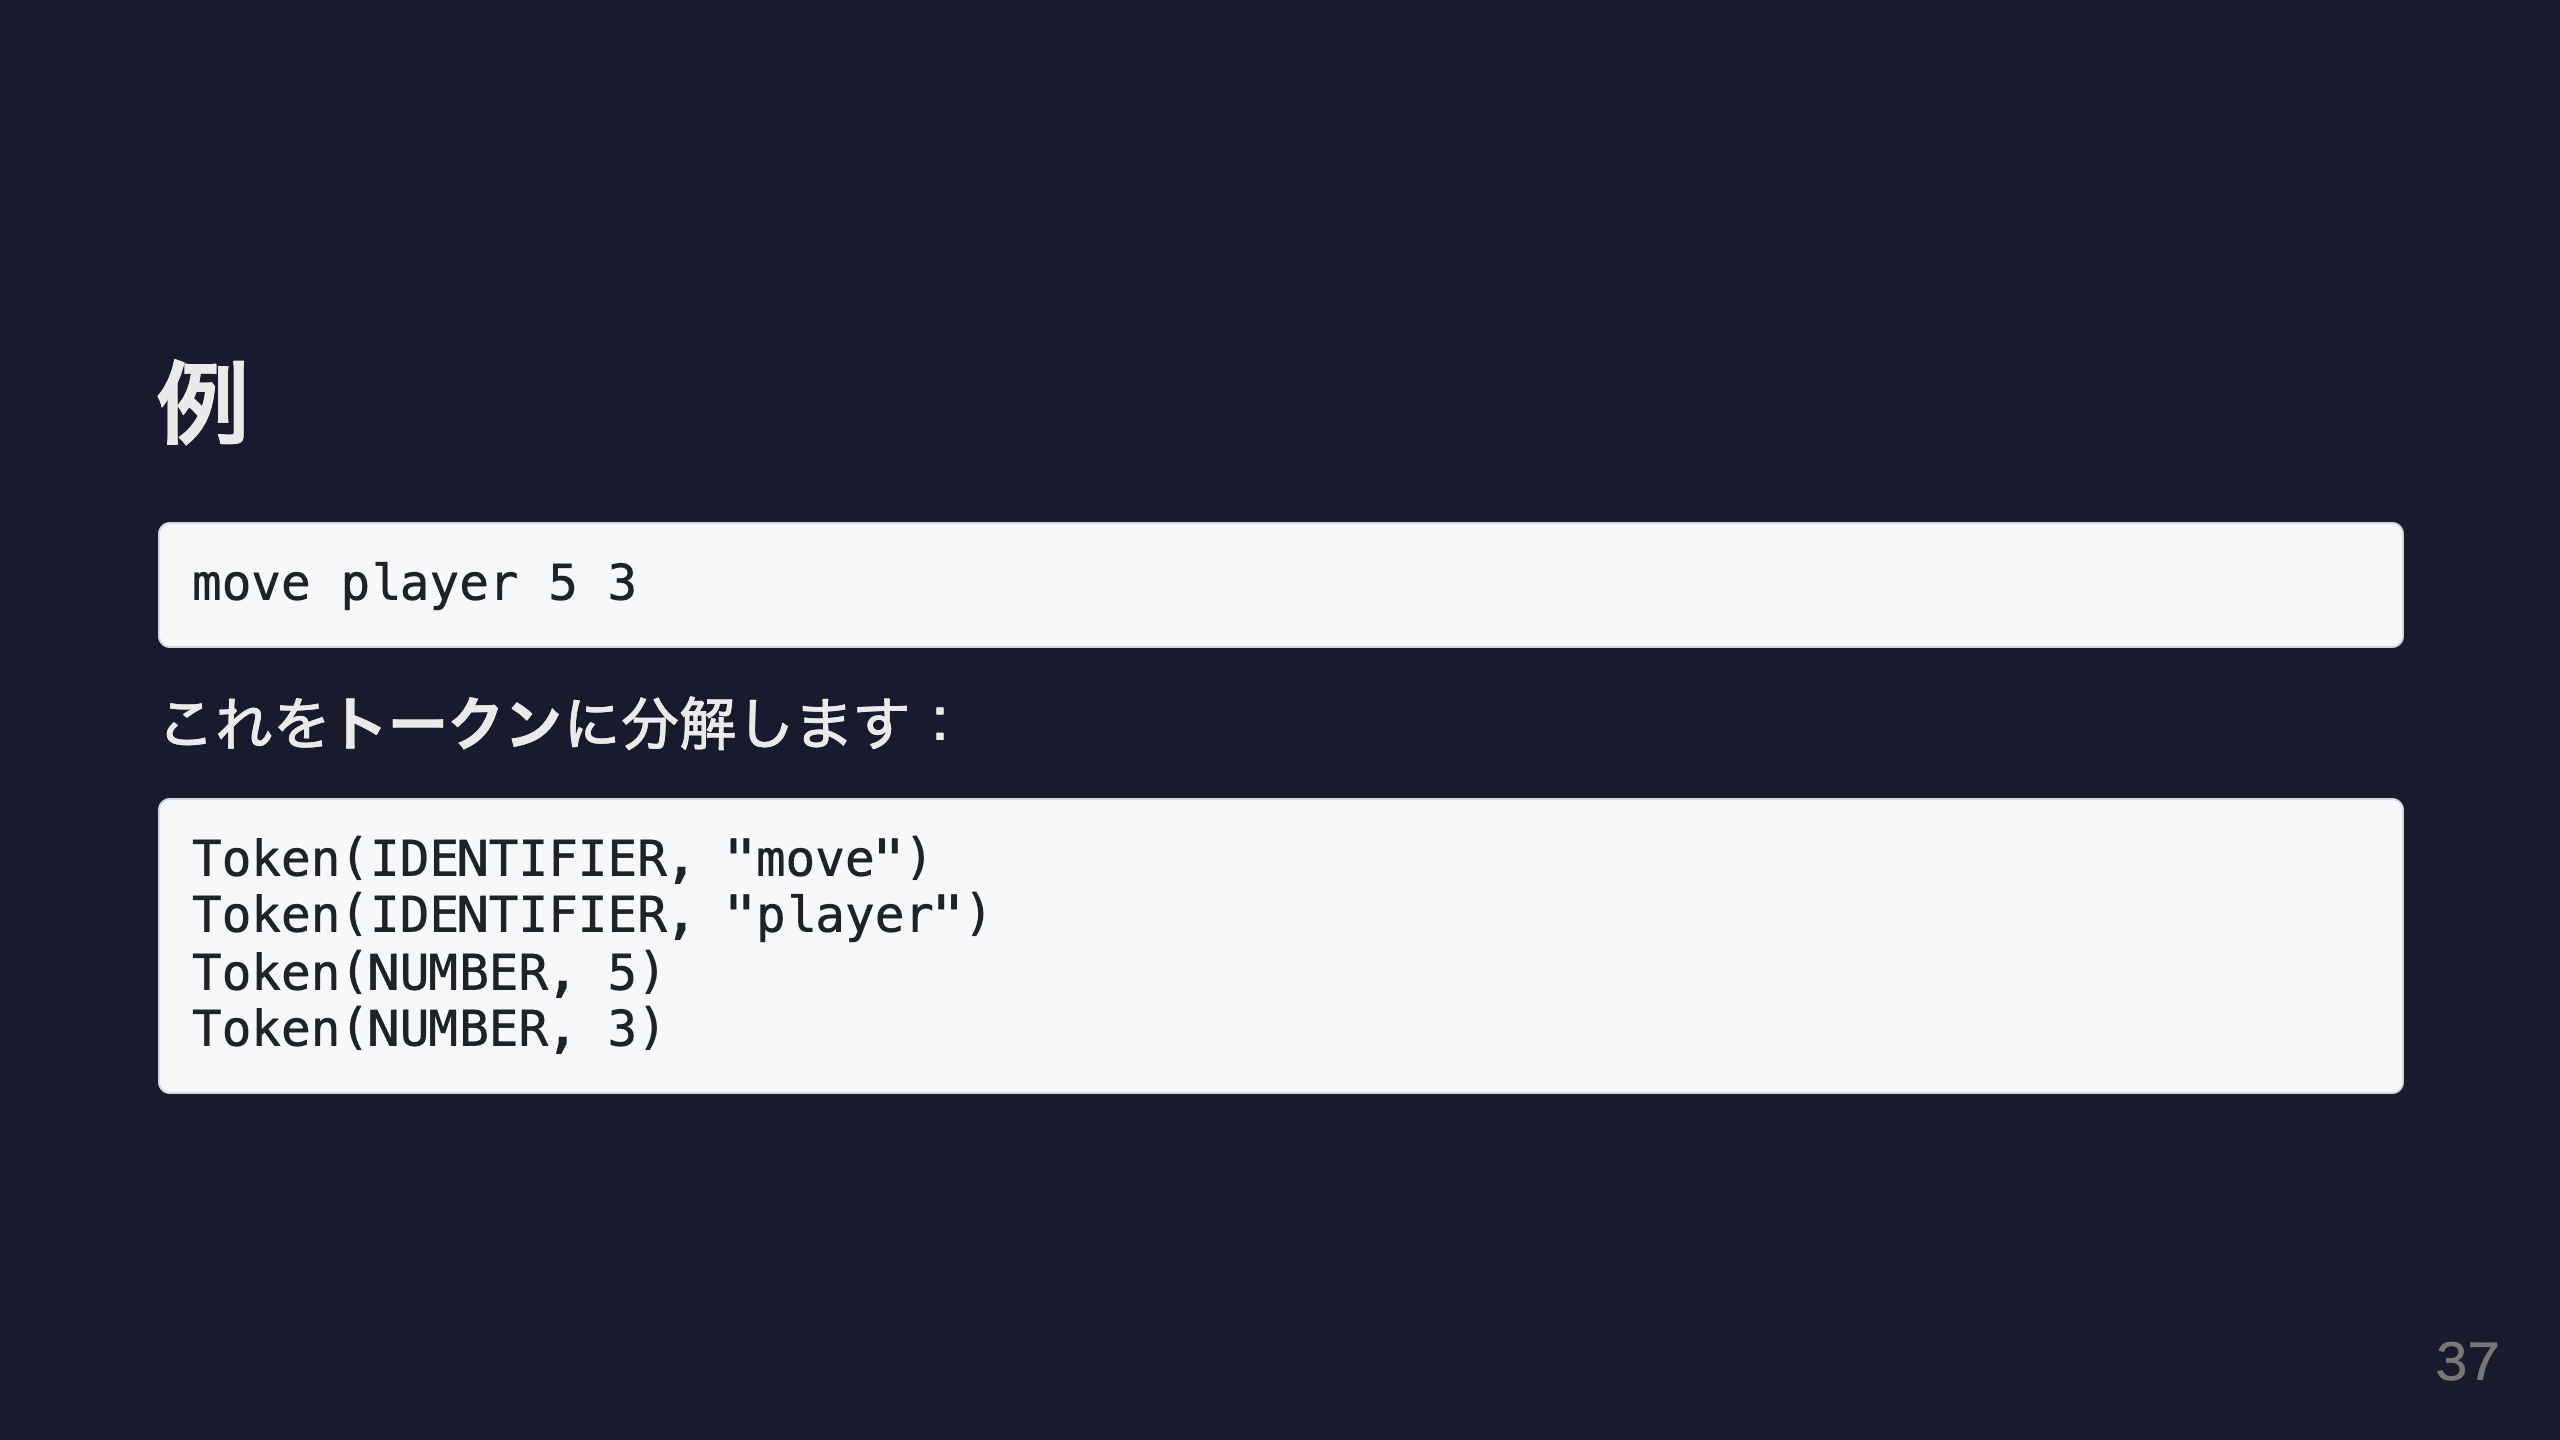 例
move player 5 3
これをトークンに分解します：
Token(IDENTIFIER, "move")
Token(IDENTIFIER, "player")
Token(NUMBER, 5)
Token(NUMBER, 3)
37